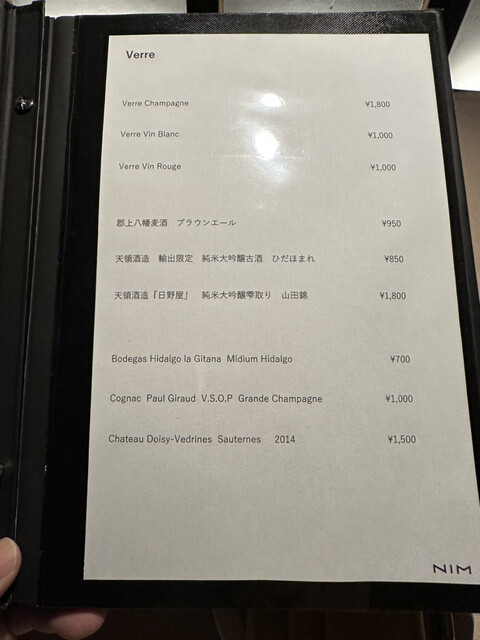 Verre
Verre Champagne ¥1,800
Verre Vin Blanc ¥1,000
Verre Vin Rouge ¥1,000
郡上八幡麦酒　ブラウンエール ¥950
天領酒造　輸出限定　純米大吟醸古酒　ひだほまれ ¥850
天領酒造「日野屋」　純米大吟醸雫取り　山田錦 ¥1,800
Bodegas Hidalgo la Gitana Midium Hidalgo ¥700
Cognac Paul Giraud V.S.O.P Grande Champagne ¥1,000
Chateau Doisy-Vedrines Sauternes 2014 ¥1,500
NIM